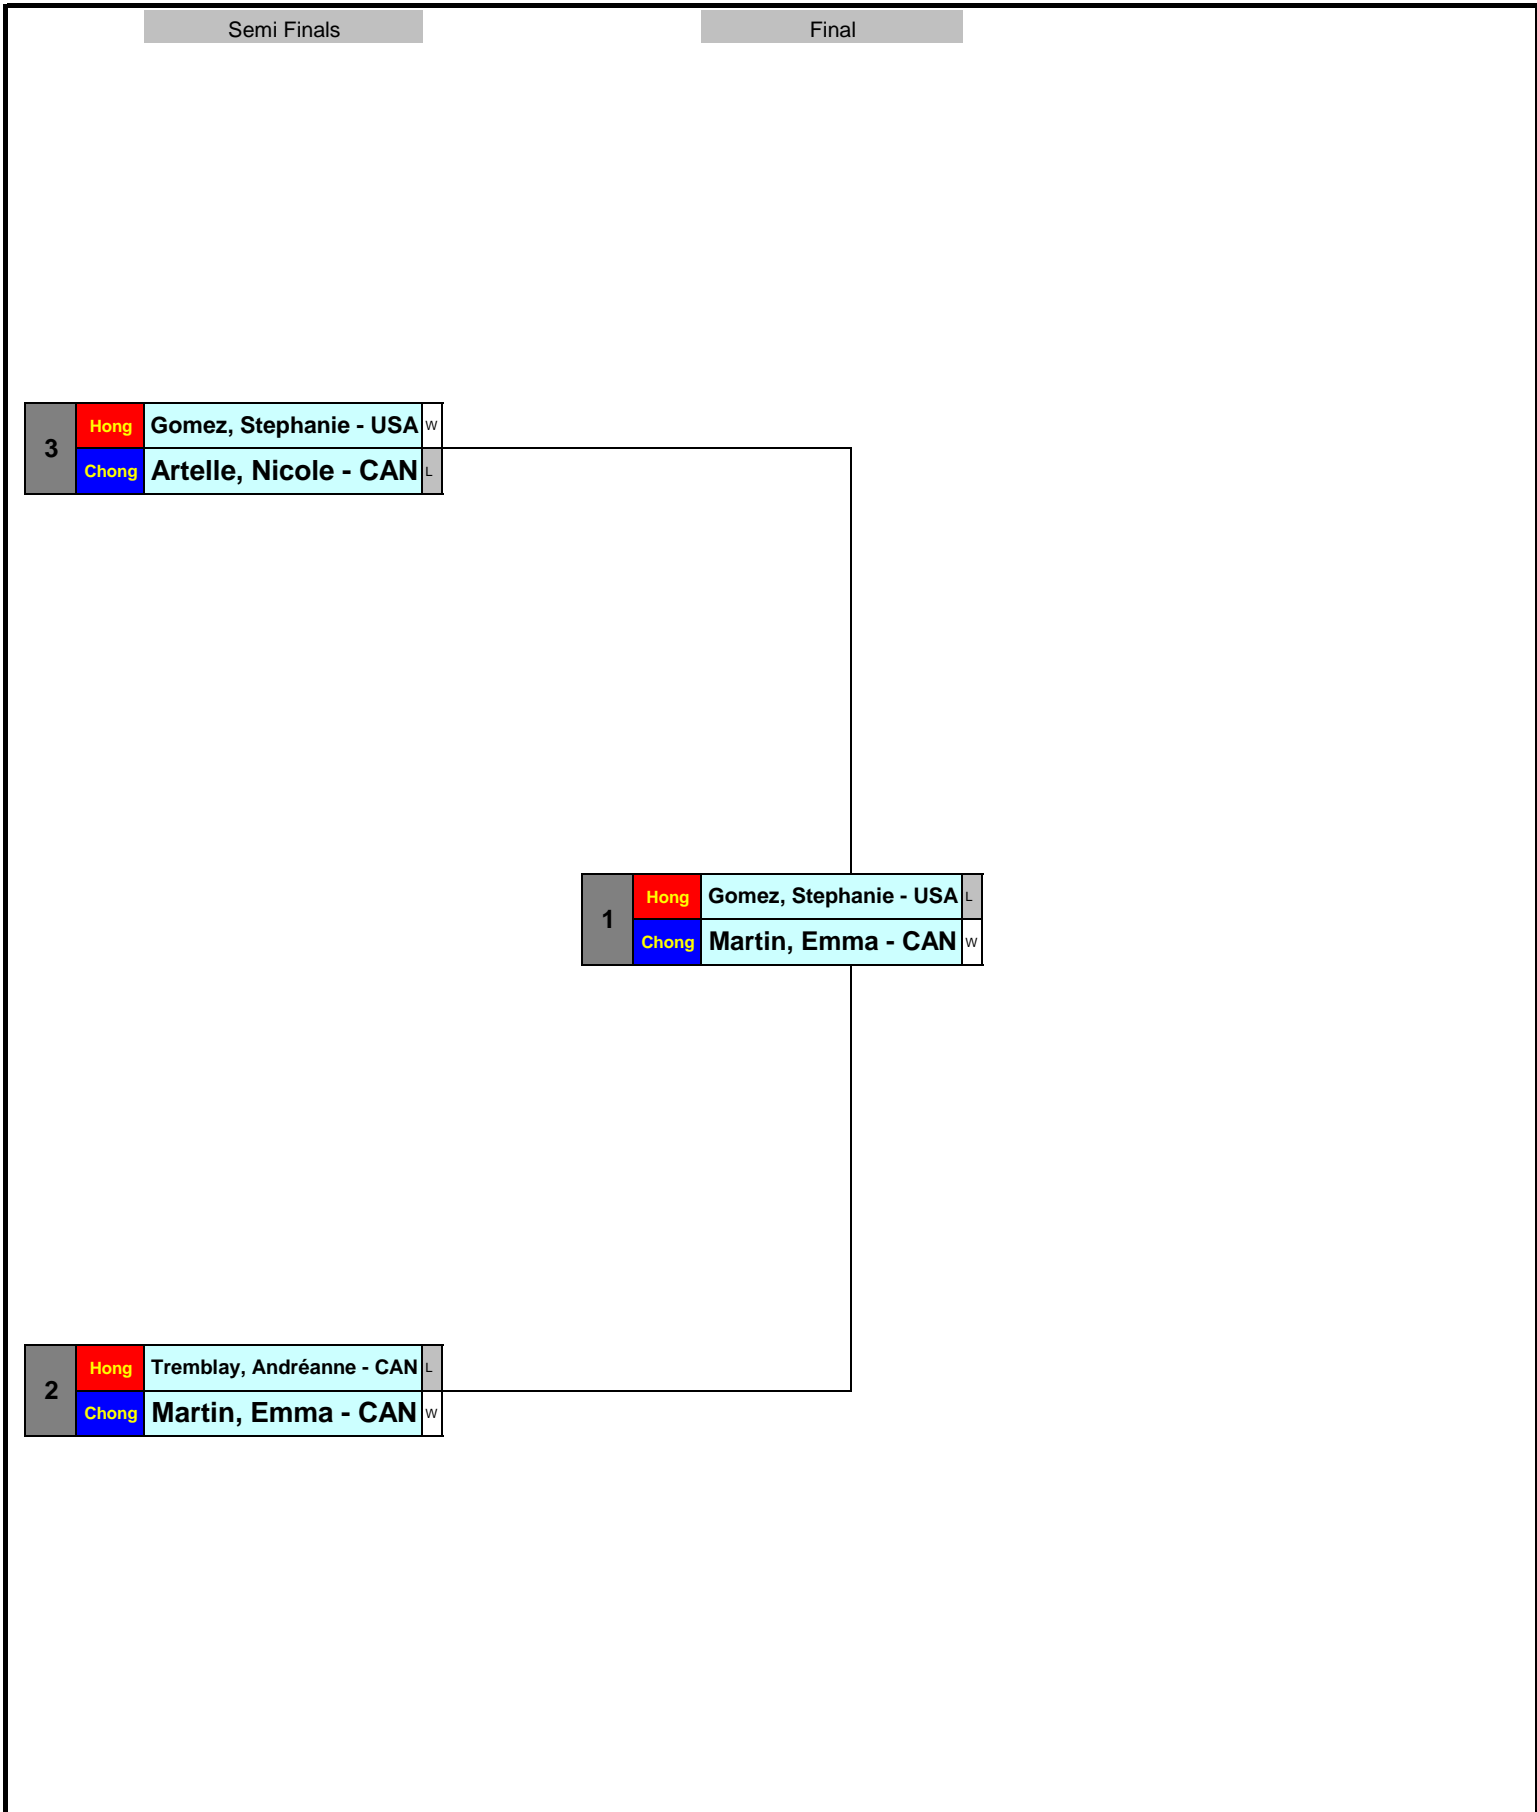 Semi Finals Final
3 Hong Gomez, Stephanie - USA W
Chong Artelle, Nicole - CAN L
1 Hong Gomez, Stephanie - USA L
Chong Martin, Emma - CAN W
2 Hong Tremblay, Andréanne - CAN L
Chong Martin, Emma - CAN W